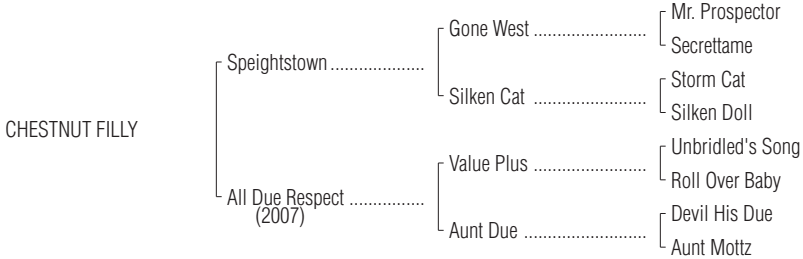 Mr. Prospector
Gone West ........................
Secrettame
Speightstown ....................
Storm Cat
Silken Cat ........................
Silken Doll
CHESTNUT FILLY
Unbridled's Song
Value Plus ........................
Roll Over Baby
All Due Respect ................
(2007)
Devil His Due
Aunt Due ..........................
Aunt Mottz